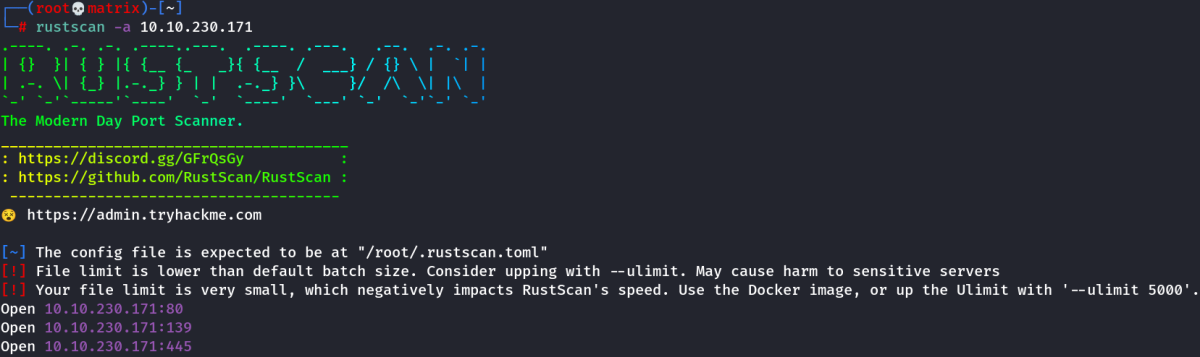 ┌──(root💀matrix)-[~]
└─# rustscan -a 10.10.230.171
.----. .-. .-. .----..---.  .----. .---.   .--.  .-. .-.
| {}  }| { } |{ {__ {_   _}{ {__  /  ___} / {} \ |  `| |
| .-. \| {_} |.-._} } | |  .-._} }\     }/  /\  \| |\  |
`-' `-'`-----'`----'  `-'  `----'  `---' `-'  `-'`-' `-'
The Modern Day Port Scanner.
________________________________________
: https://discord.gg/GFrQsGy           :
: https://github.com/RustScan/RustScan :
 --------------------------------------
😵 https://admin.tryhackme.com
[~] The config file is expected to be at "/root/.rustscan.toml"
[!] File limit is lower than default batch size. Consider upping with --ulimit. May cause harm to sensitive servers
[!] Your file limit is very small, which negatively impacts RustScan's speed. Use the Docker image, or up the Ulimit with '--ulimit 5000'.
Open 10.10.230.171:80
Open 10.10.230.171:139
Open 10.10.230.171:445